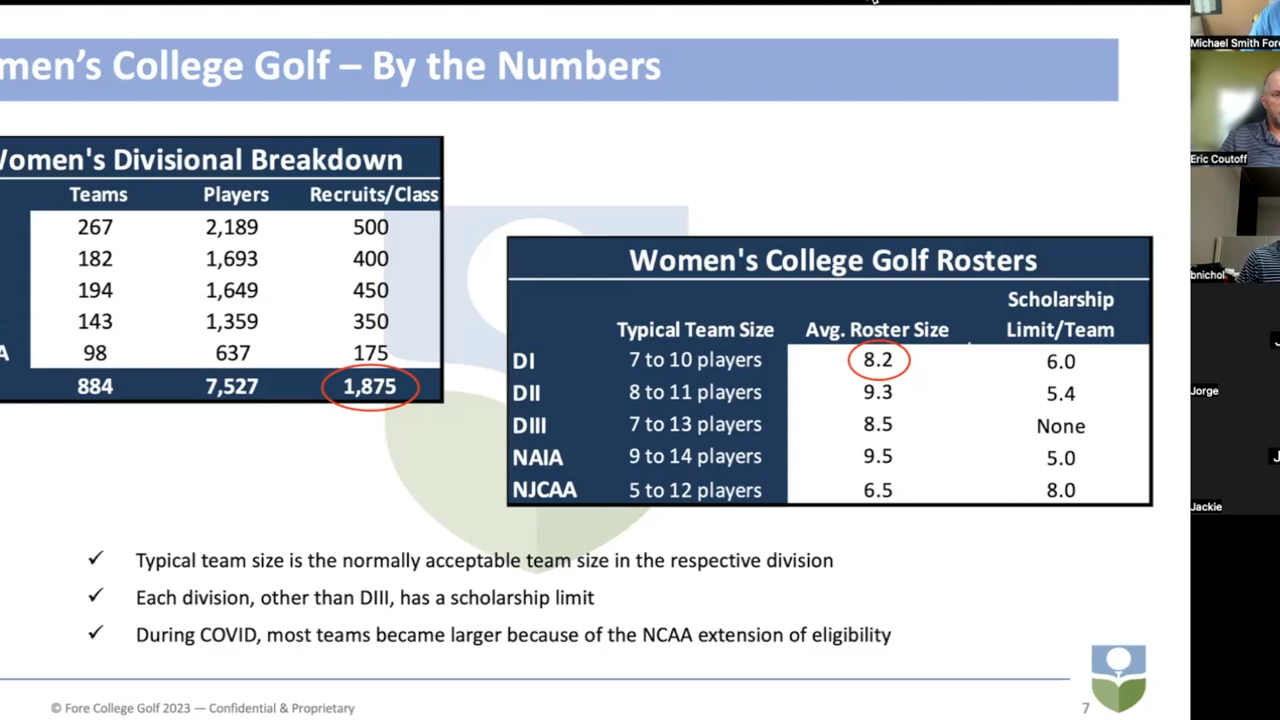 men's College Golf – By the Numbers
Women's Divisional Breakdown
Teams Players Recruits/Class
267 2,189 500
182 1,693 400
194 1,649 450
143 1,359 350
A 98 637 175
884 7,527 1,875
Women's College Golf Rosters
Typical Team Size Avg. Roster Size Scholarship Limit/Team
DI 7 to 10 players 8.2 6.0
DII 8 to 11 players 9.3 5.4
DIII 7 to 13 players 8.5 None
NAIA 9 to 14 players 9.5 5.0
NJCAA 5 to 12 players 6.5 8.0
✓ Typical team size is the normally acceptable team size in the respective division
✓ Each division, other than DIII, has a scholarship limit
✓ During COVID, most teams became larger because of the NCAA extension of eligibility
© Fore College Golf 2023 — Confidential & Proprietary
7
Michael Smith Fore
Eric Coutoff
bnichol
J
Jorge
J
Jackie